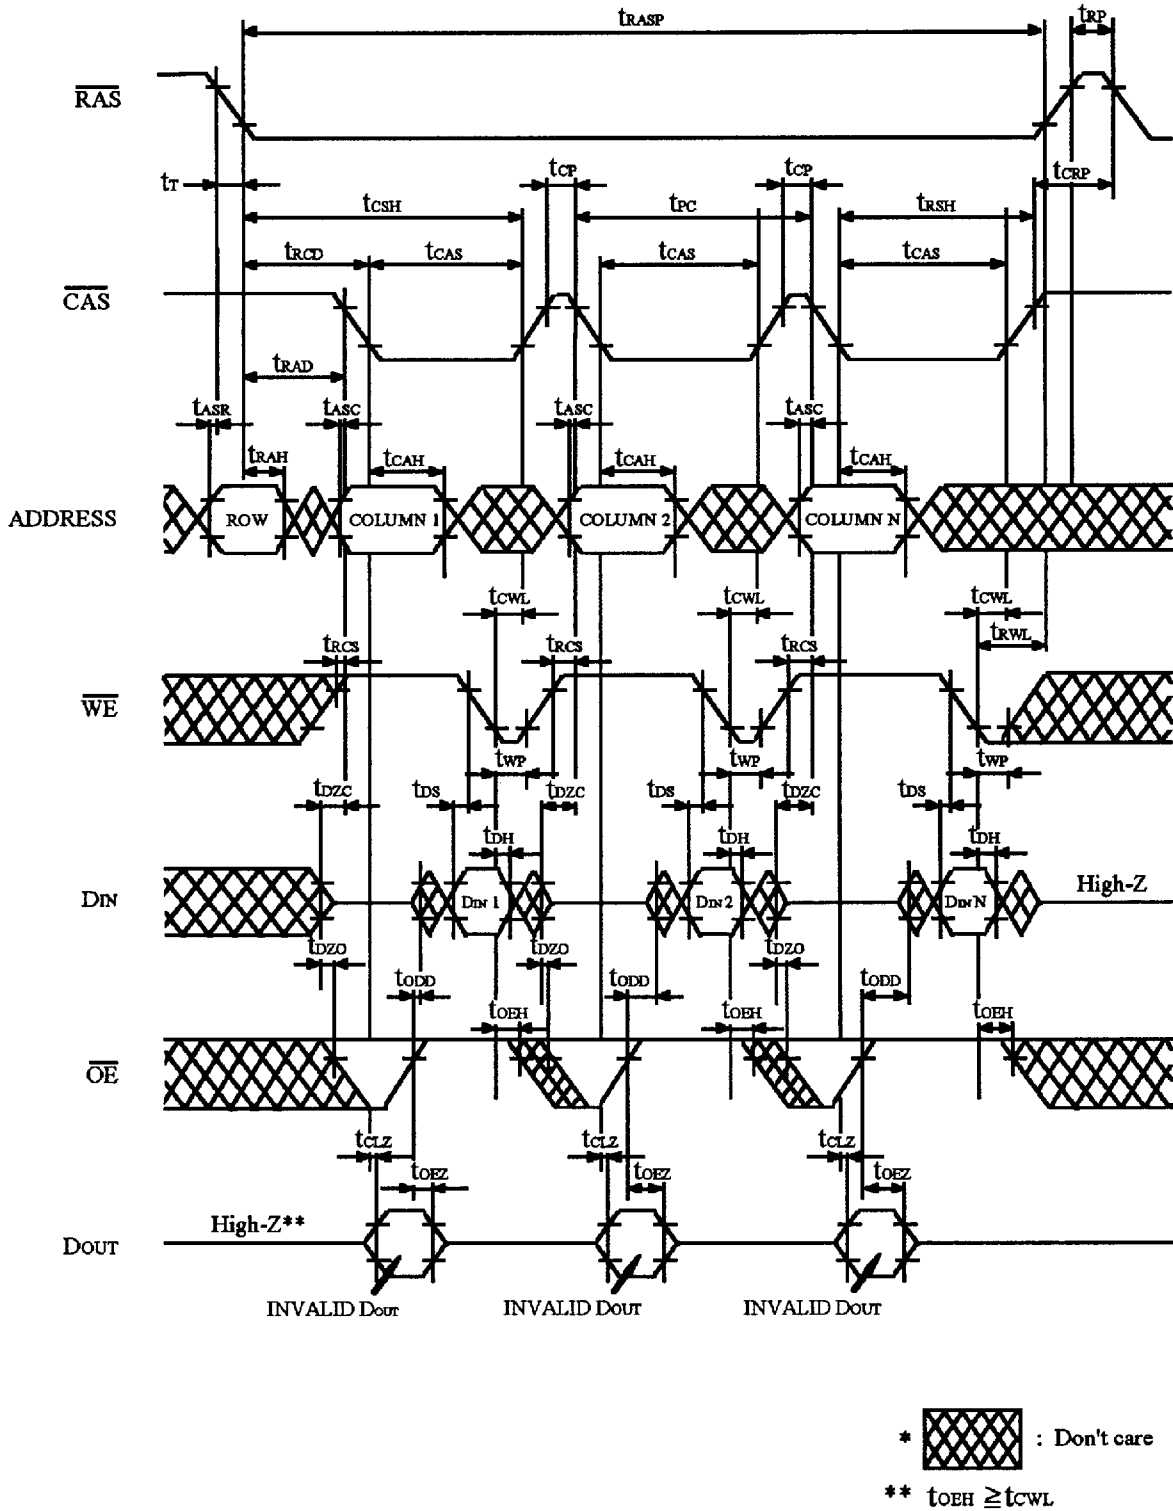 tRASP tRP
RAS
tT tCP tCP tCRP
tCSH tPC tRSH
tRCD tCAS tCAS tCAS
CAS
tRAD
tASR tASC tASC tASC
tRAH tCAH tCAH tCAH
ADDRESS ROW COLUMN 1 COLUMN 2 COLUMN N
tCWL tCWL tCWL
tRCS tRCS tRCS tRWL
WE
tWP tWP tWP
tDZC tDS tDZC tDS tDZC tDS
tDH tDH tDH
DIN DIN 1 DIN 2 DIN N High-Z
tDZO tDZO tDZO
tODD tODD tODD
tOEH tOEH tOEH
OE
tCLZ tCLZ tCLZ
tOEZ tOEZ tOEZ
High-Z**
DOUT
INVALID DOUT INVALID DOUT INVALID DOUT
* : Don't care
** tOEH ≧ tCWL